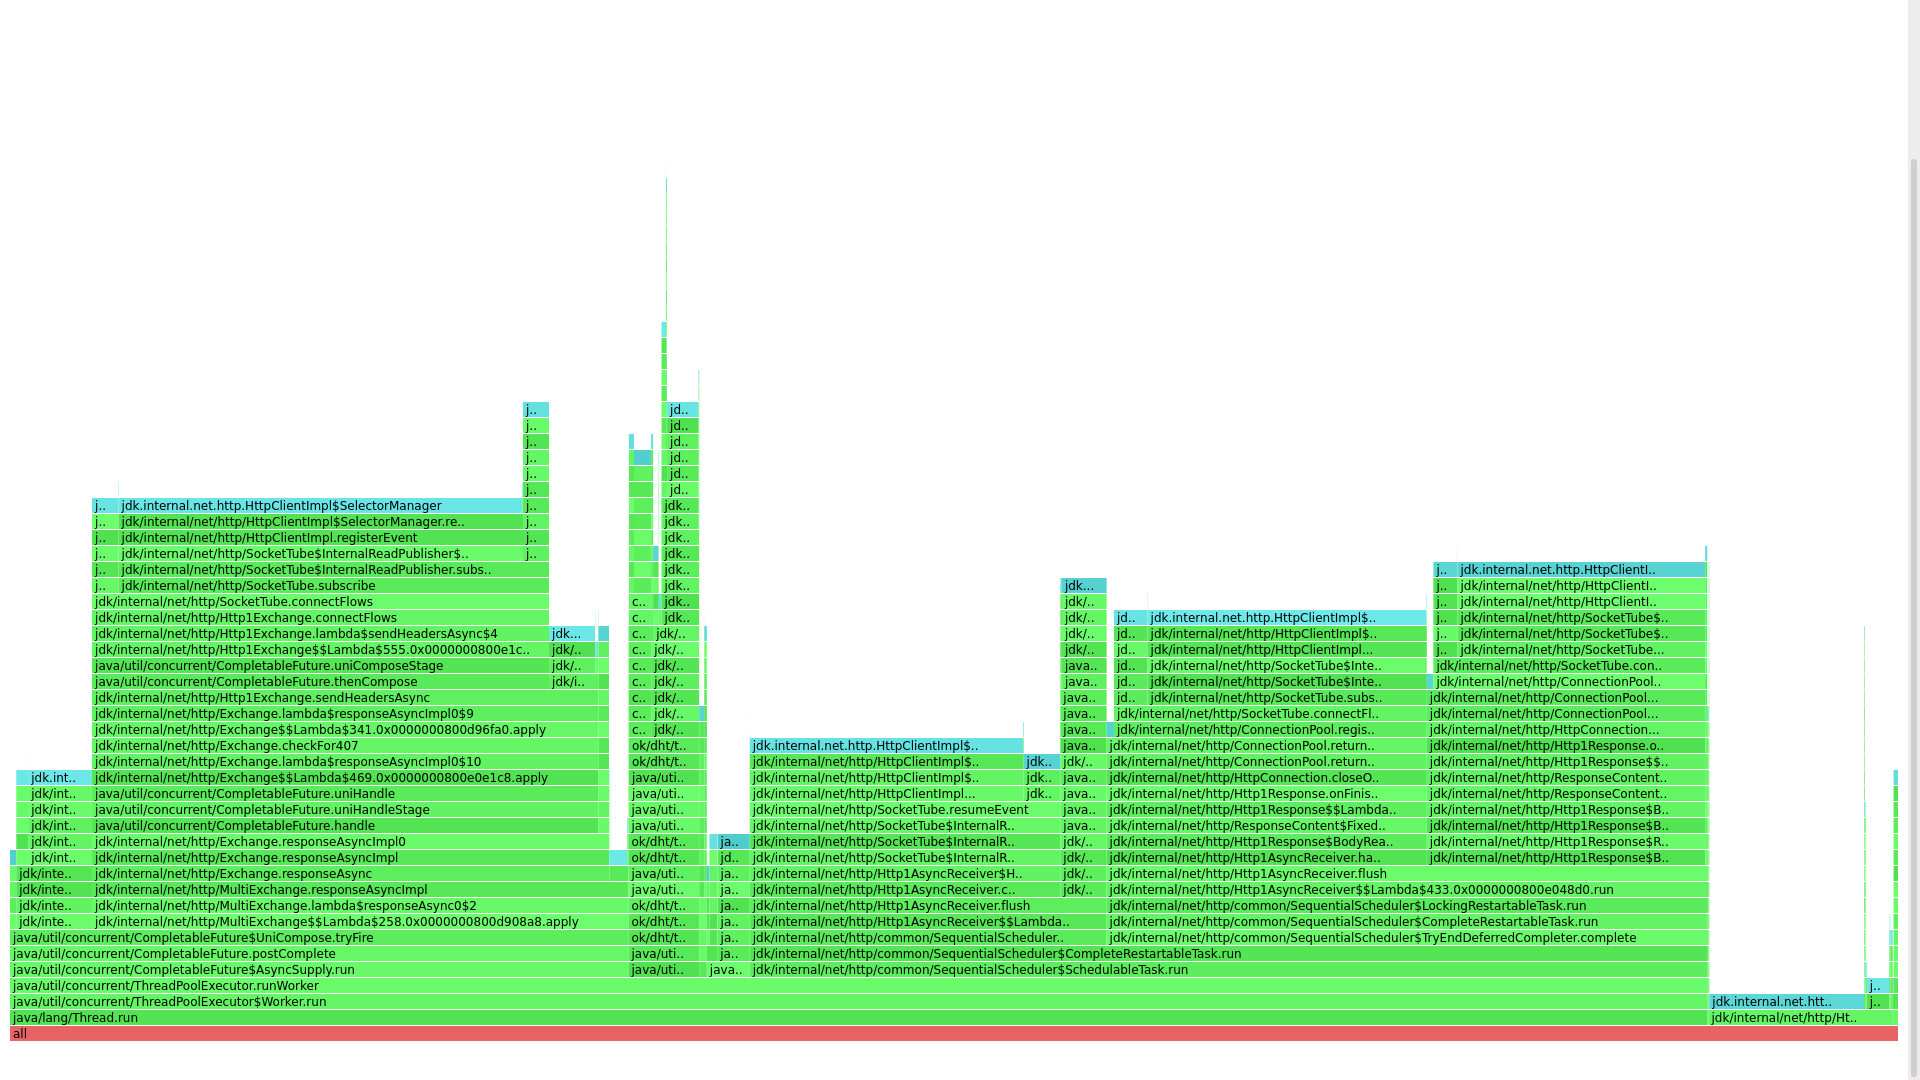 j..
jd..
j..
jd..
j..
jd..
j..
jd..
j..
jd..
j..
jd..
j.. jdk.internal.net.http.HttpClientImpl$SelectorManager j.. jdk..
j.. jdk/internal/net/http/HttpClientImpl$SelectorManager.re.. j.. jdk..
j.. jdk/internal/net/http/HttpClientImpl.registerEvent j.. jdk..
j.. jdk/internal/net/http/SocketTube$InternalReadPublisher$.. j.. jdk..
j.. jdk/internal/net/http/SocketTube$InternalReadPublisher.subs.. jdk.. j.. jdk.internal.net.http.HttpClientI..
j.. jdk/internal/net/http/SocketTube.subscribe jdk.. jdk... j.. jdk/internal/net/http/HttpClientI..
jdk/internal/net/http/SocketTube.connectFlows c.. jdk.. jdk/.. j.. jdk/internal/net/http/HttpClientI..
jdk/internal/net/http/Http1Exchange.connectFlows c.. jdk.. jdk/.. jd.. jdk.internal.net.http.HttpClientImpl$.. j.. jdk/internal/net/http/SocketTube$..
jdk/internal/net/http/Http1Exchange.lambda$sendHeadersAsync$4 jdk... c.. jdk/.. jdk/.. jd.. jdk/internal/net/http/HttpClientImpl$.. j.. jdk/internal/net/http/SocketTube$..
jdk/internal/net/http/Http1Exchange$$Lambda$555.0x0000000800e1c.. jdk/.. c.. jdk/.. jdk/.. jd.. jdk/internal/net/http/HttpClientImpl... j.. jdk/internal/net/http/SocketTube...
java/util/concurrent/CompletableFuture.uniComposeStage jdk/.. c.. jdk/.. java.. jd.. jdk/internal/net/http/SocketTube$Inte.. jdk/internal/net/http/SocketTube.con..
java/util/concurrent/CompletableFuture.thenCompose jdk/i.. c.. jdk/.. java.. jd.. jdk/internal/net/http/SocketTube$Inte.. jdk/internal/net/http/ConnectionPool..
jdk/internal/net/http/Http1Exchange.sendHeadersAsync c.. jdk/.. java.. jd.. jdk/internal/net/http/SocketTube.subs.. jdk/internal/net/http/ConnectionPool...
jdk/internal/net/http/Exchange.lambda$responseAsyncImpl0$9 c.. jdk/.. java.. jdk/internal/net/http/SocketTube.connectFl.. jdk/internal/net/http/ConnectionPool...
jdk/internal/net/http/Exchange$$Lambda$341.0x0000000800d96fa0.apply c.. jdk/.. java.. jdk/internal/net/http/ConnectionPool.regis.. jdk/internal/net/http/HttpConnection...
jdk/internal/net/http/Exchange.checkFor407 ok/dht/t.. jdk.internal.net.http.HttpClientImpl$.. java.. jdk/internal/net/http/ConnectionPool.return.. jdk/internal/net/http/Http1Response.o..
jdk/internal/net/http/Exchange.lambda$responseAsyncImpl0$10 ok/dht/t.. jdk/internal/net/http/HttpClientImpl$.. jdk.. jdk/.. jdk/internal/net/http/ConnectionPool.return.. jdk/internal/net/http/Http1Response$$..
jdk.int.. jdk/internal/net/http/Exchange$$Lambda$469.0x0000000800e0e1c8.apply java/uti.. jdk/internal/net/http/HttpClientImpl$.. jdk.. java.. jdk/internal/net/http/HttpConnection.closeO.. jdk/internal/net/http/ResponseContent..
jdk/int.. java/util/concurrent/CompletableFuture.uniHandle java/uti.. jdk/internal/net/http/HttpClientImpl... jdk.. java.. jdk/internal/net/http/Http1Response.onFinis.. jdk/internal/net/http/ResponseContent..
jdk/int.. java/util/concurrent/CompletableFuture.uniHandleStage java/uti.. jdk/internal/net/http/SocketTube.resumeEvent java.. jdk/internal/net/http/Http1Response$$Lambda.. jdk/internal/net/http/Http1Response$B..
jdk/int.. java/util/concurrent/CompletableFuture.handle java/uti.. jdk/internal/net/http/SocketTube$InternalR.. java.. jdk/internal/net/http/ResponseContent$Fixed.. jdk/internal/net/http/Http1Response$B..
jdk/int.. jdk/internal/net/http/Exchange.responseAsyncImpl0 ok/dht/t.. ja.. jdk/internal/net/http/SocketTube$InternalR.. jdk/.. jdk/internal/net/http/Http1Response$BodyRea.. jdk/internal/net/http/Http1Response$R..
jdk/int.. jdk/internal/net/http/Exchange.responseAsyncImpl ok/dht/t.. jd.. jdk/internal/net/http/SocketTube$InternalR.. jdk/.. jdk/internal/net/http/Http1AsyncReceiver.ha.. jdk/internal/net/http/Http1Response$B..
jdk/inte.. jdk/internal/net/http/Exchange.responseAsync java/uti.. ja.. jdk/internal/net/http/Http1AsyncReceiver$H.. jdk/.. jdk/internal/net/http/Http1AsyncReceiver.flush
jdk/inte.. jdk/internal/net/http/MultiExchange.responseAsyncImpl java/uti.. ja.. jdk/internal/net/http/Http1AsyncReceiver.c.. jdk/.. jdk/internal/net/http/Http1AsyncReceiver$$Lambda$433.0x0000000800e048d0.run
jdk/inte.. jdk/internal/net/http/MultiExchange.lambda$responseAsync0$2 ok/dht/t.. ja.. jdk/internal/net/http/Http1AsyncReceiver.flush jdk/internal/net/http/common/SequentialScheduler$LockingRestartableTask.run
jdk/inte.. jdk/internal/net/http/MultiExchange$$Lambda$258.0x0000000800d908a8.apply ok/dht/t.. ja.. jdk/internal/net/http/Http1AsyncReceiver$$Lambda.. jdk/internal/net/http/common/SequentialScheduler$CompleteRestartableTask.run
java/util/concurrent/CompletableFuture$UniCompose.tryFire ok/dht/t.. ja.. jdk/internal/net/http/common/SequentialScheduler.. jdk/internal/net/http/common/SequentialScheduler$TryEndDeferredCompleter.complete
java/util/concurrent/CompletableFuture.postComplete java/uti.. ja.. jdk/internal/net/http/common/SequentialScheduler$CompleteRestartableTask.run
java/util/concurrent/CompletableFuture$AsyncSupply.run java/uti.. java.. jdk/internal/net/http/common/SequentialScheduler$SchedulableTask.run
java/util/concurrent/ThreadPoolExecutor.runWorker j..
java/util/concurrent/ThreadPoolExecutor$Worker.run jdk.internal.net.htt.. j..
java/lang/Thread.run jdk/internal/net/http/Ht..
all